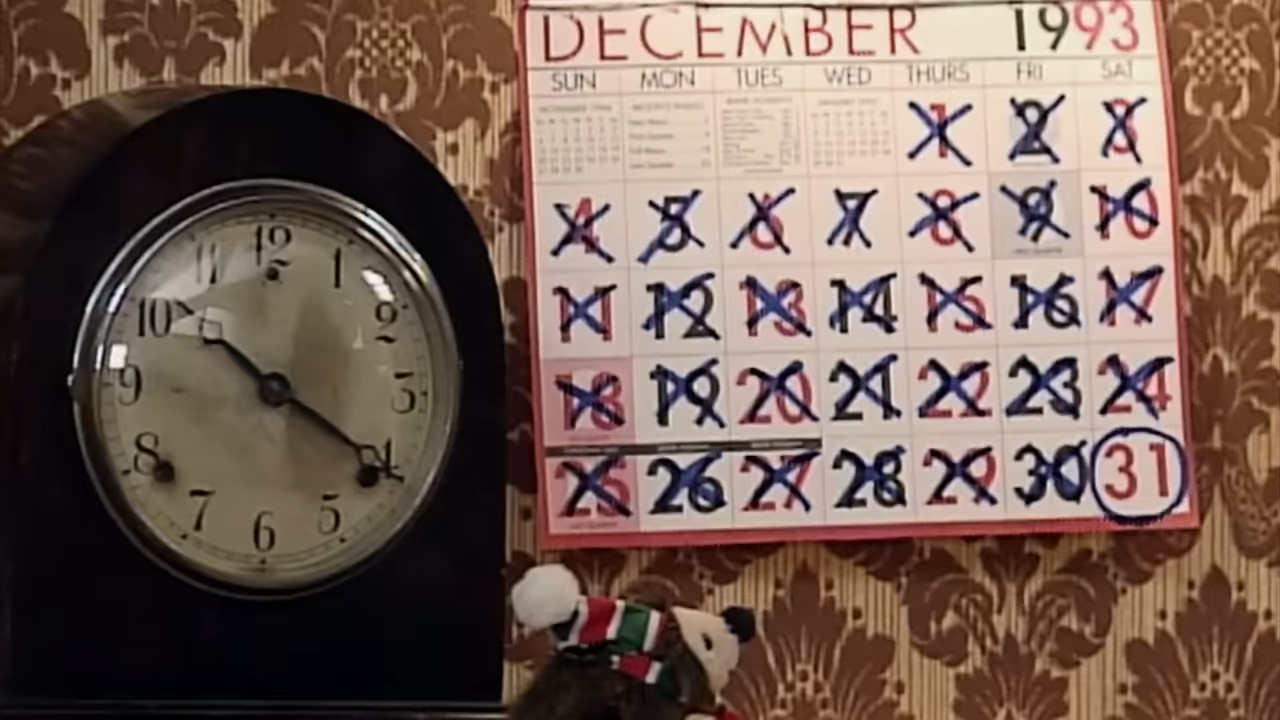 DECEMBER 1993
SUN MON TUES WED THURS FRI SAT
1 2 3
4 5 6 7 8 9 10
11 12 13 14 15 16 17
18 19 20 21 22 23 24
25 26 27 28 29 30 31
12
11 1
10 2
9 3
8 4
7 5
6